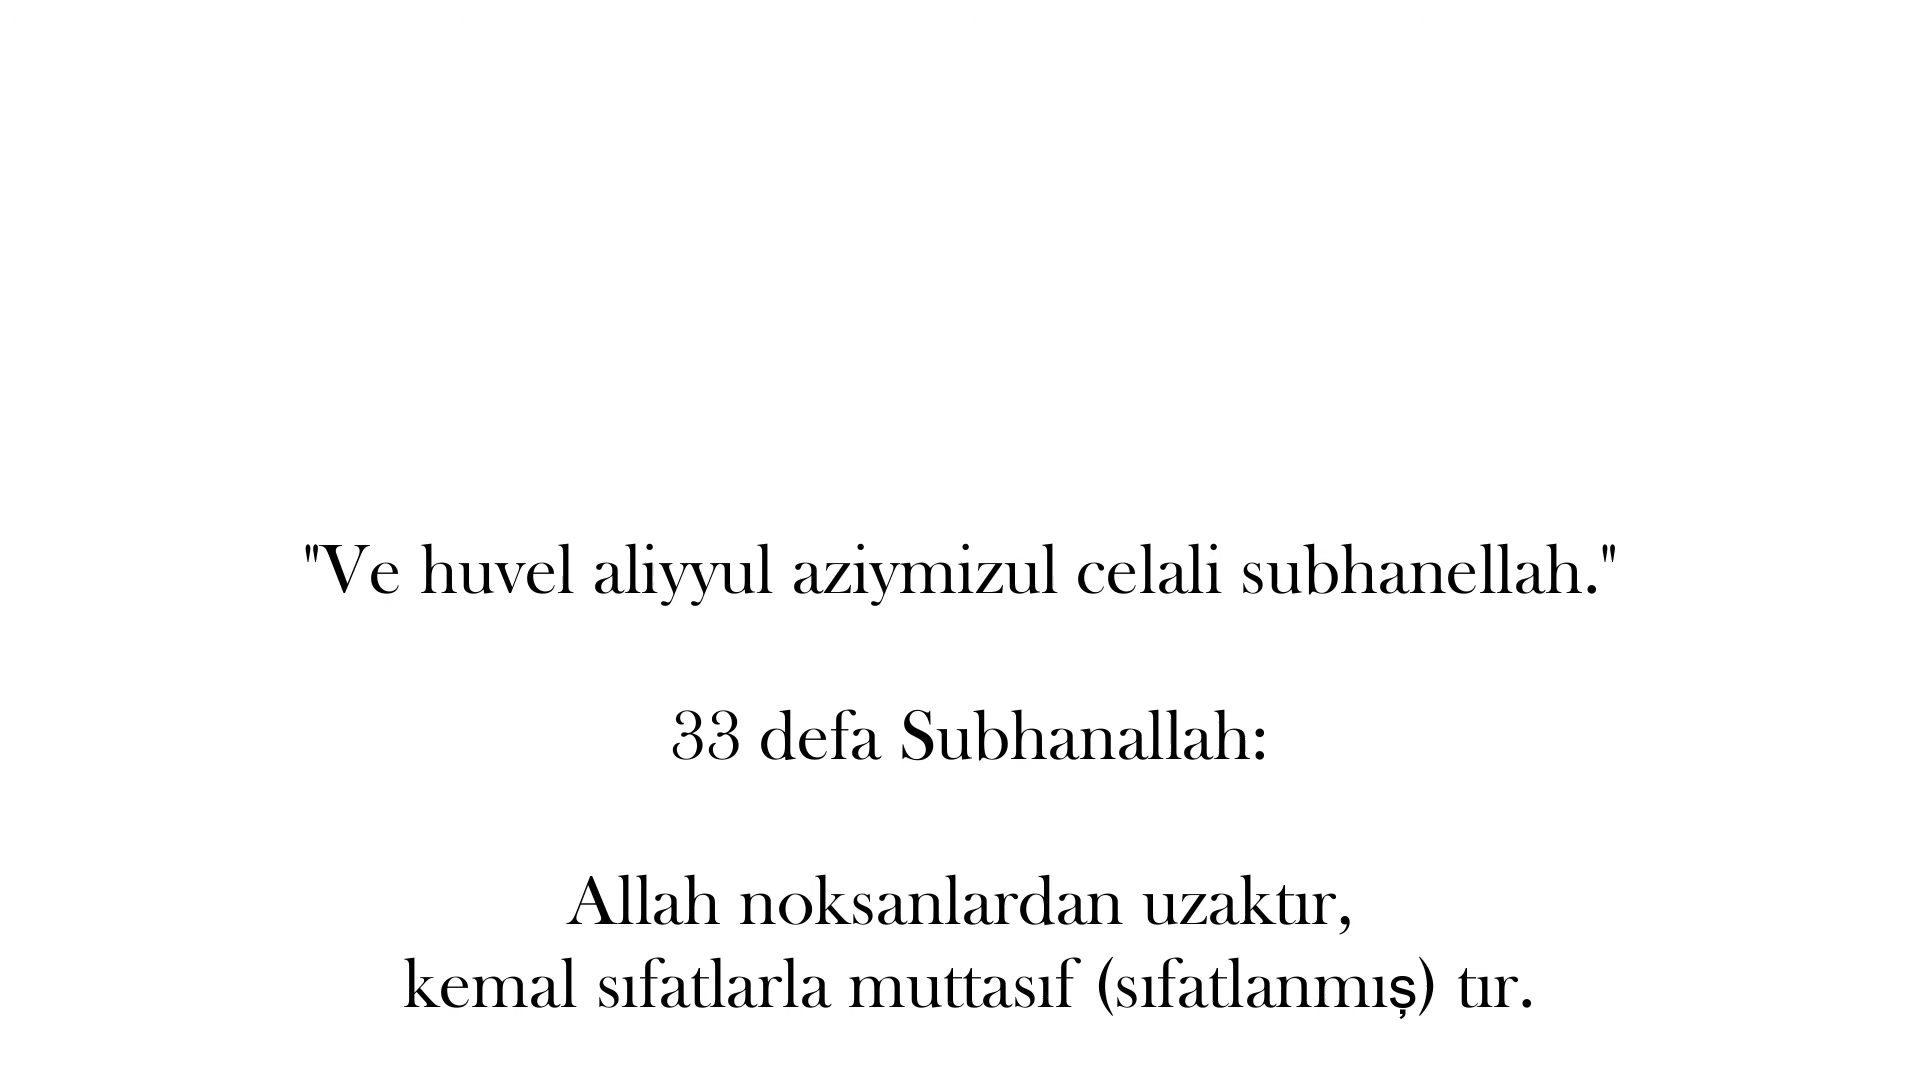 "Ve huvel aliyyul aziymizul celali subhanellah."
33 defa Subhanallah:
Allah noksanlardan uzaktır,
kemal sıfatlarla muttasıf (sıfatlanmış) tır.